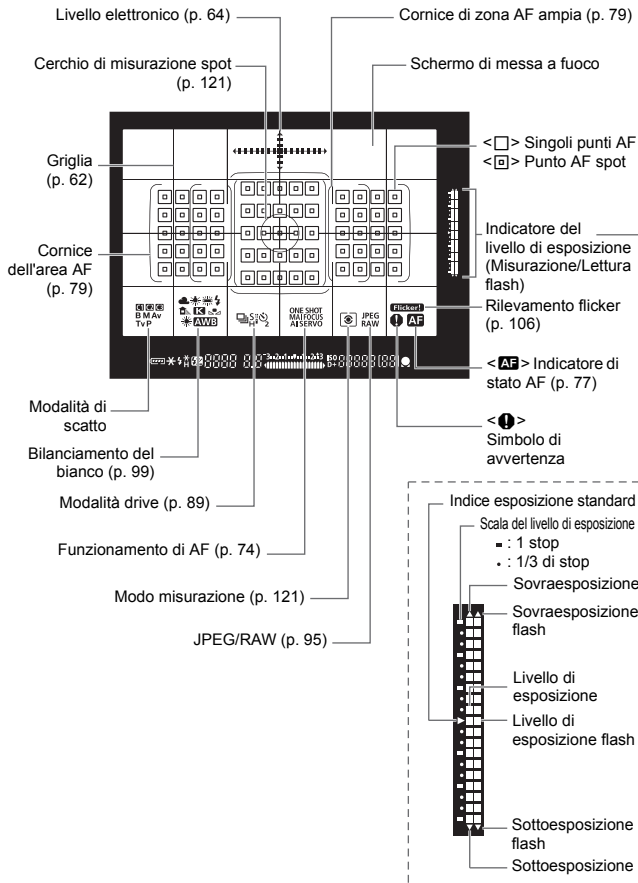 Livello elettronico (p. 64)
Cornice di zona AF ampia (p. 79)
Cerchio di misurazione spot
(p. 121)
Schermo di messa a fuoco
Griglia
(p. 62)
<□> Singoli punti AF
<▫> Punto AF spot
Cornice
dell'area AF
(p. 79)
Indicatore del
livello di esposizione
(Misurazione/Lettura
flash)
Rilevamento flicker
(p. 106)
B M Av
Tv P
K
AWB
S
H
2
ONE SHOT
MAI FOCUS
AI SERVO
JPEG
RAW
Flicker!
AF
<AF> Indicatore di
stato AF (p. 77)
<!>
Simbolo di
avvertenza
Modalità di
scatto
Bilanciamento del
bianco (p. 99)
Modalità drive (p. 89)
Funzionamento di AF (p. 74)
Modo misurazione (p. 121)
JPEG/RAW (p. 95)
Indice esposizione standard
Scala del livello di esposizione
: 1 stop
: 1/3 di stop
Sovraesposizione
Sovraesposizione
flash
Livello di
esposizione
Livello di
esposizione flash
Sottoesposizione
flash
Sottoesposizione